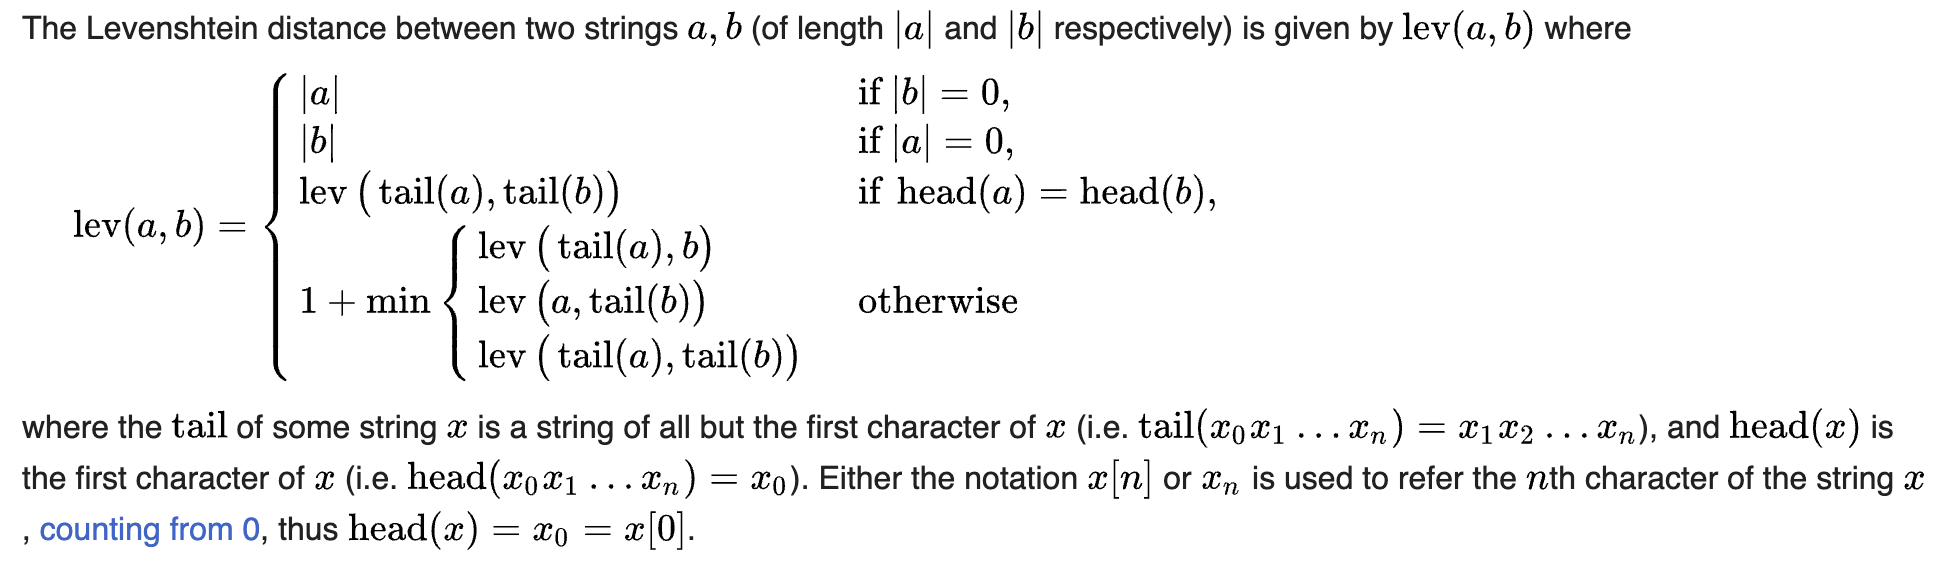 The Levenshtein distance between two strings a, b (of length |a| and |b| respectively) is given by lev(a, b) where
|a| if |b| = 0,
|b| if |a| = 0,
lev ( tail(a), tail(b)) if head(a) = head(b),
lev(a, b) =
lev ( tail(a), b)
1 + min lev (a, tail(b)) otherwise
lev ( tail(a), tail(b))
where the tail of some string x is a string of all but the first character of x (i.e. tail(x₀x₁ … xₙ) = x₁x₂ … xₙ), and head(x) is
the first character of x (i.e. head(x₀x₁ … xₙ) = x₀). Either the notation x[n] or xₙ is used to refer the nth character of the string x
, counting from 0, thus head(x) = x₀ = x[0].